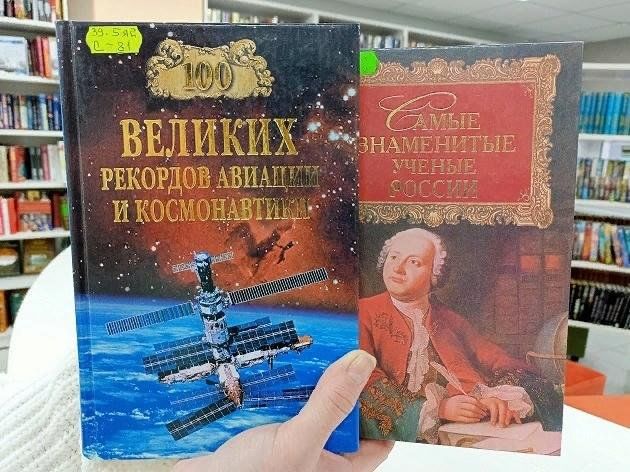 39.5я2
С-81
100
ВЕЛИКИХ
РЕКОРДОВ АВИАЦИИ
И КОСМОНАВТИКИ
САМЫЕ
ЗНАМЕНИТЫЕ
УЧЕНЫЕ
РОССИИ